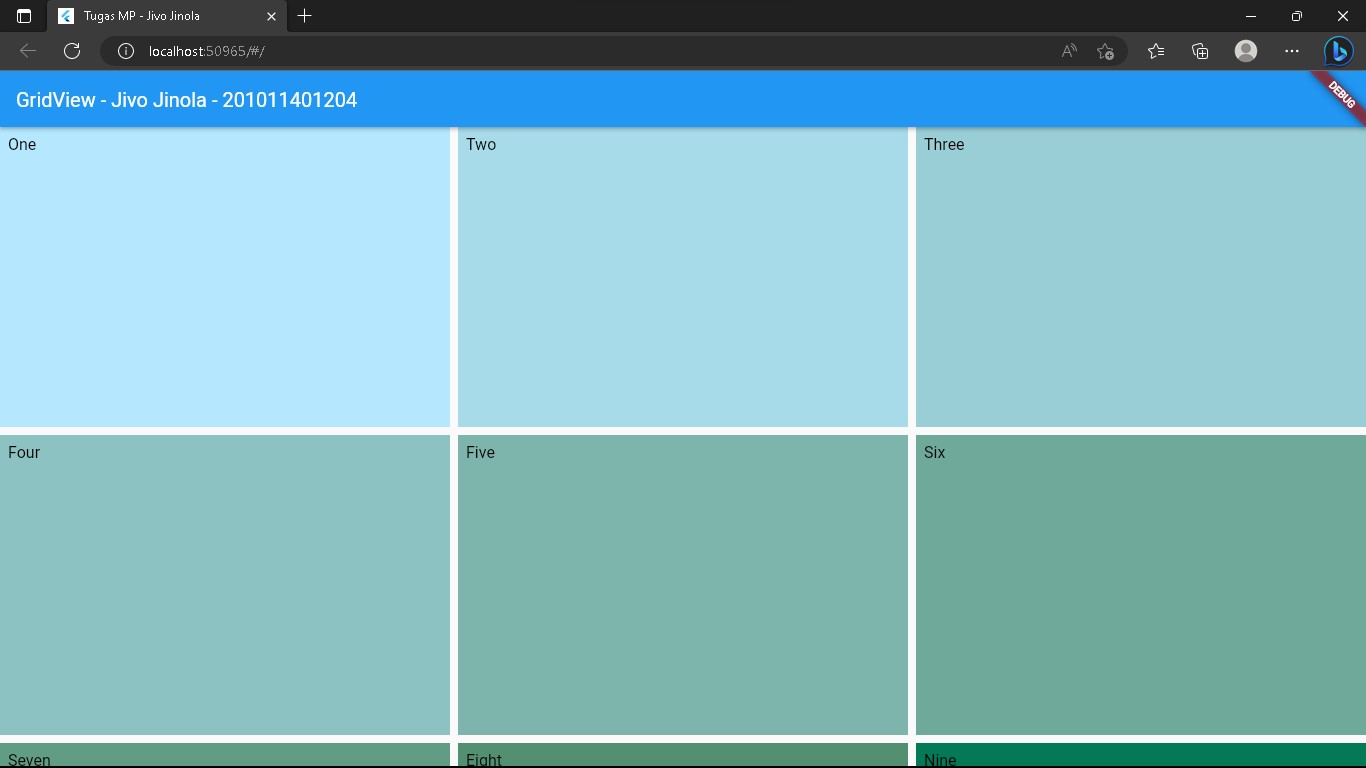 Tugas MP - Jivo Jinola
localhost:50965/#/
GridView - Jivo Jinola - 201011401204
DEBUG
One
Two
Three
Four
Five
Six
Seven
Eight
Nine